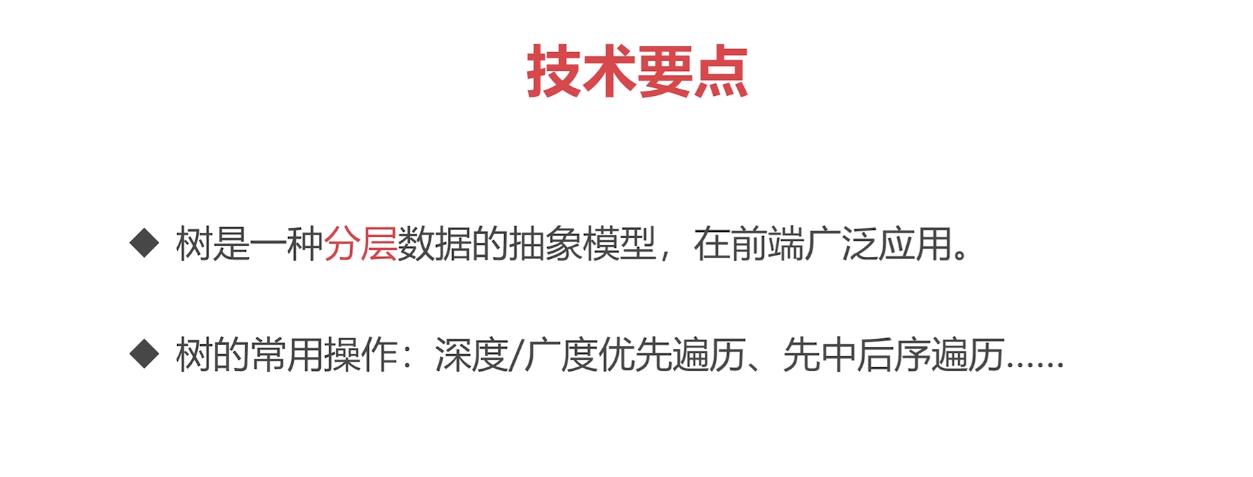 技术要点
◆ 树是一种分层数据的抽象模型，在前端广泛应用。
◆ 树的常用操作：深度/广度优先遍历、先中后序遍历......